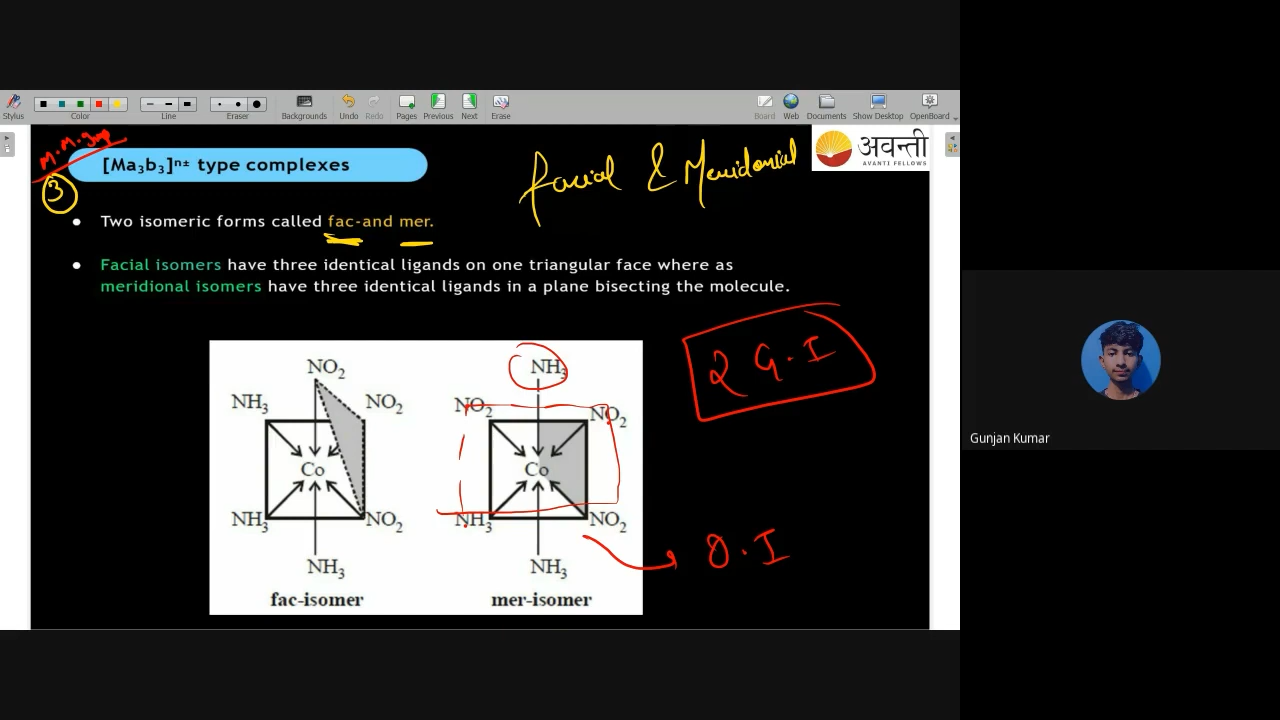 Stylus
Color
Line
Eraser
Backgrounds
Undo
Redo
Pages
Previous
Next
Erase
Board
Web
Documents
Show Desktop
OpenBoard
अवन्ती
AVANTI FELLOWS
M.M.Imp
[Ma₃b₃]ⁿ± type complexes
3
Facial & Meridonial
Two isomeric forms called fac-and mer.
Facial isomers have three identical ligands on one triangular face where as
meridional isomers have three identical ligands in a plane bisecting the molecule.
2 G.I
NO₂
NH₃
NO₂
Co
NH₃
NO₂
NH₃
fac-isomer
NH₃
NO₂
NO₂
Co
NH₃
NO₂
NH₃
mer-isomer
O.I
Gunjan Kumar